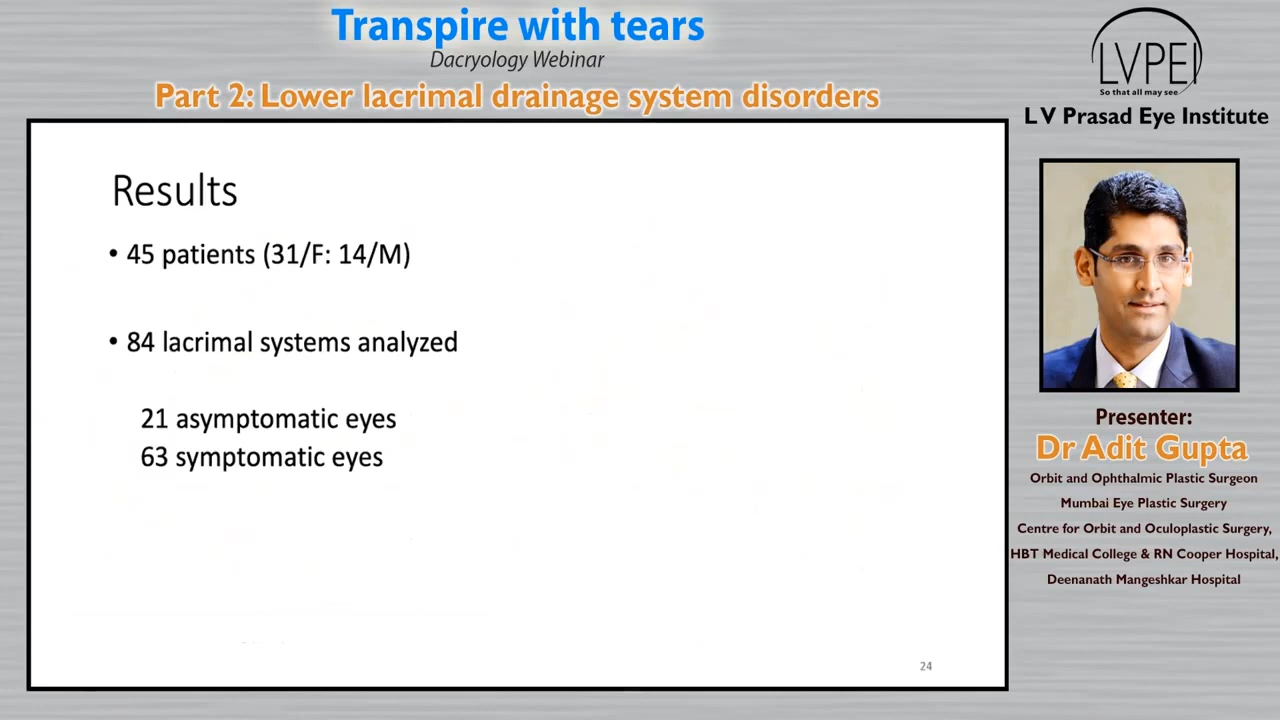 Transpire with tears
Dacryology Webinar
Part 2: Lower lacrimal drainage system disorders
LVPEI
So that all may see
L V Prasad Eye Institute
Results
• 45 patients (31/F: 14/M)
• 84 lacrimal systems analyzed
21 asymptomatic eyes
63 symptomatic eyes
24
Presenter:
Dr Adit Gupta
Orbit and Ophthalmic Plastic Surgeon
Mumbai Eye Plastic Surgery
Centre for Orbit and Oculoplastic Surgery,
HBT Medical College & RN Cooper Hospital,
Deenanath Mangeshkar Hospital